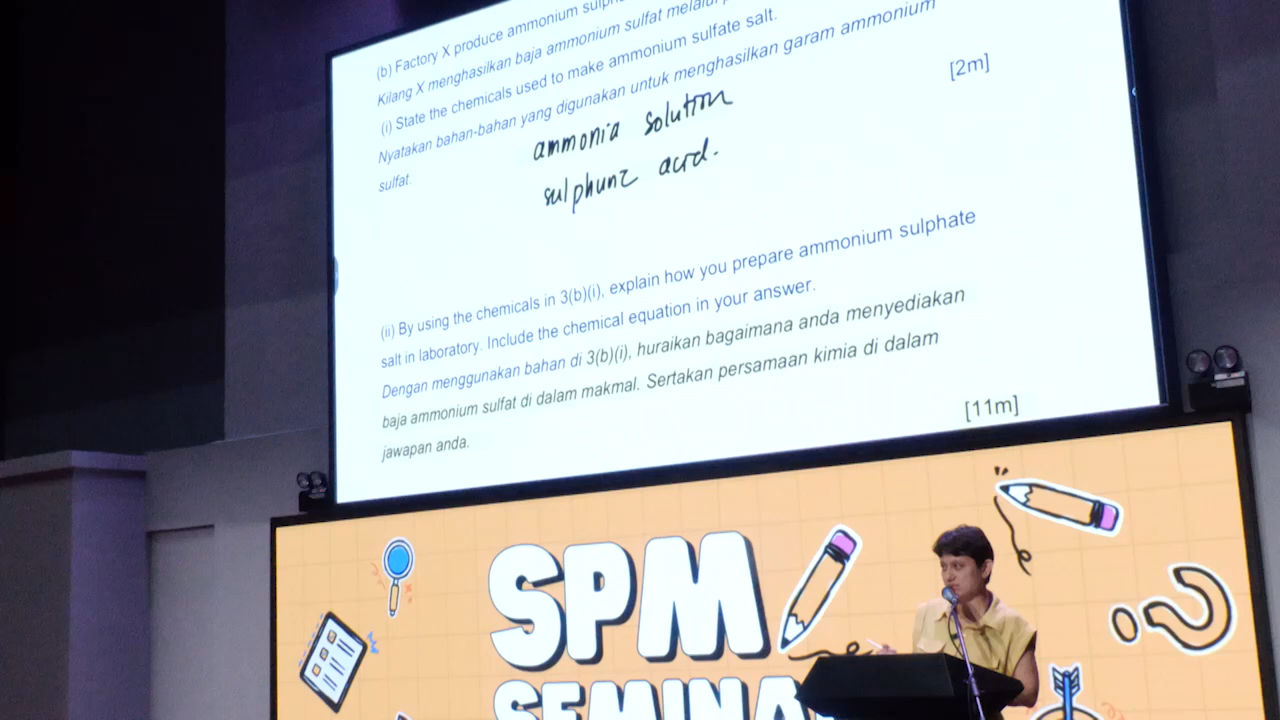 (b) Factory X produce ammonium
Kilang X menghasilkan baja ammonium sulfat
(i) State the chemicals used to make ammonium sulfate salt.
Nyatakan bahan-bahan yang digunakan untuk menghasilkan garam ammonium
sulfat.
[2m]
ammonia solution
sulphuric acid.
(ii) By using the chemicals in 3(b)(i), explain how you prepare ammonium sulphate
salt in laboratory. Include the chemical equation in your answer.
Dengan menggunakan bahan di 3(b)(i), huraikan bagaimana anda menyediakan
baja ammonium sulfat di dalam makmal. Sertakan persamaan kimia di dalam
jawapan anda.
[11m]
SPM